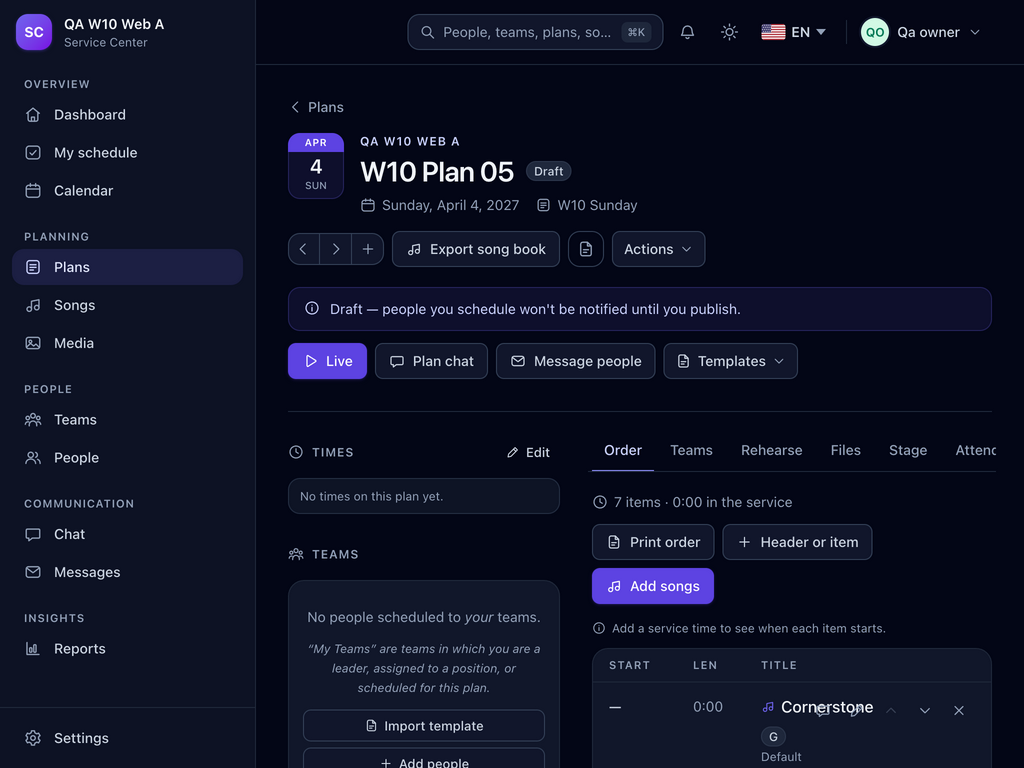 SC
QA W10 Web A
Service Center
People, teams, plans, so...
⌘K
EN
QO
Qa owner
OVERVIEW
Dashboard
My schedule
Calendar
PLANNING
Plans
Songs
Media
PEOPLE
Teams
People
COMMUNICATION
Chat
Messages
INSIGHTS
Reports
Settings
Plans
APR
4
SUN
QA W10 WEB A
W10 Plan 05
Draft
Sunday, April 4, 2027
W10 Sunday
Export song book
Actions
Draft — people you schedule won't be notified until you publish.
Live
Plan chat
Message people
Templates
TIMES
Edit
No times on this plan yet.
TEAMS
No people scheduled to your teams.
“My Teams” are teams in which you are a
leader, assigned to a position, or
scheduled for this plan.
Import template
Add people
Order
Teams
Rehearse
Files
Stage
Attend
7 items · 0:00 in the service
Print order
Header or item
Add songs
Add a service time to see when each item starts.
START
LEN
TITLE
—
0:00
Cornerstone
G
Default